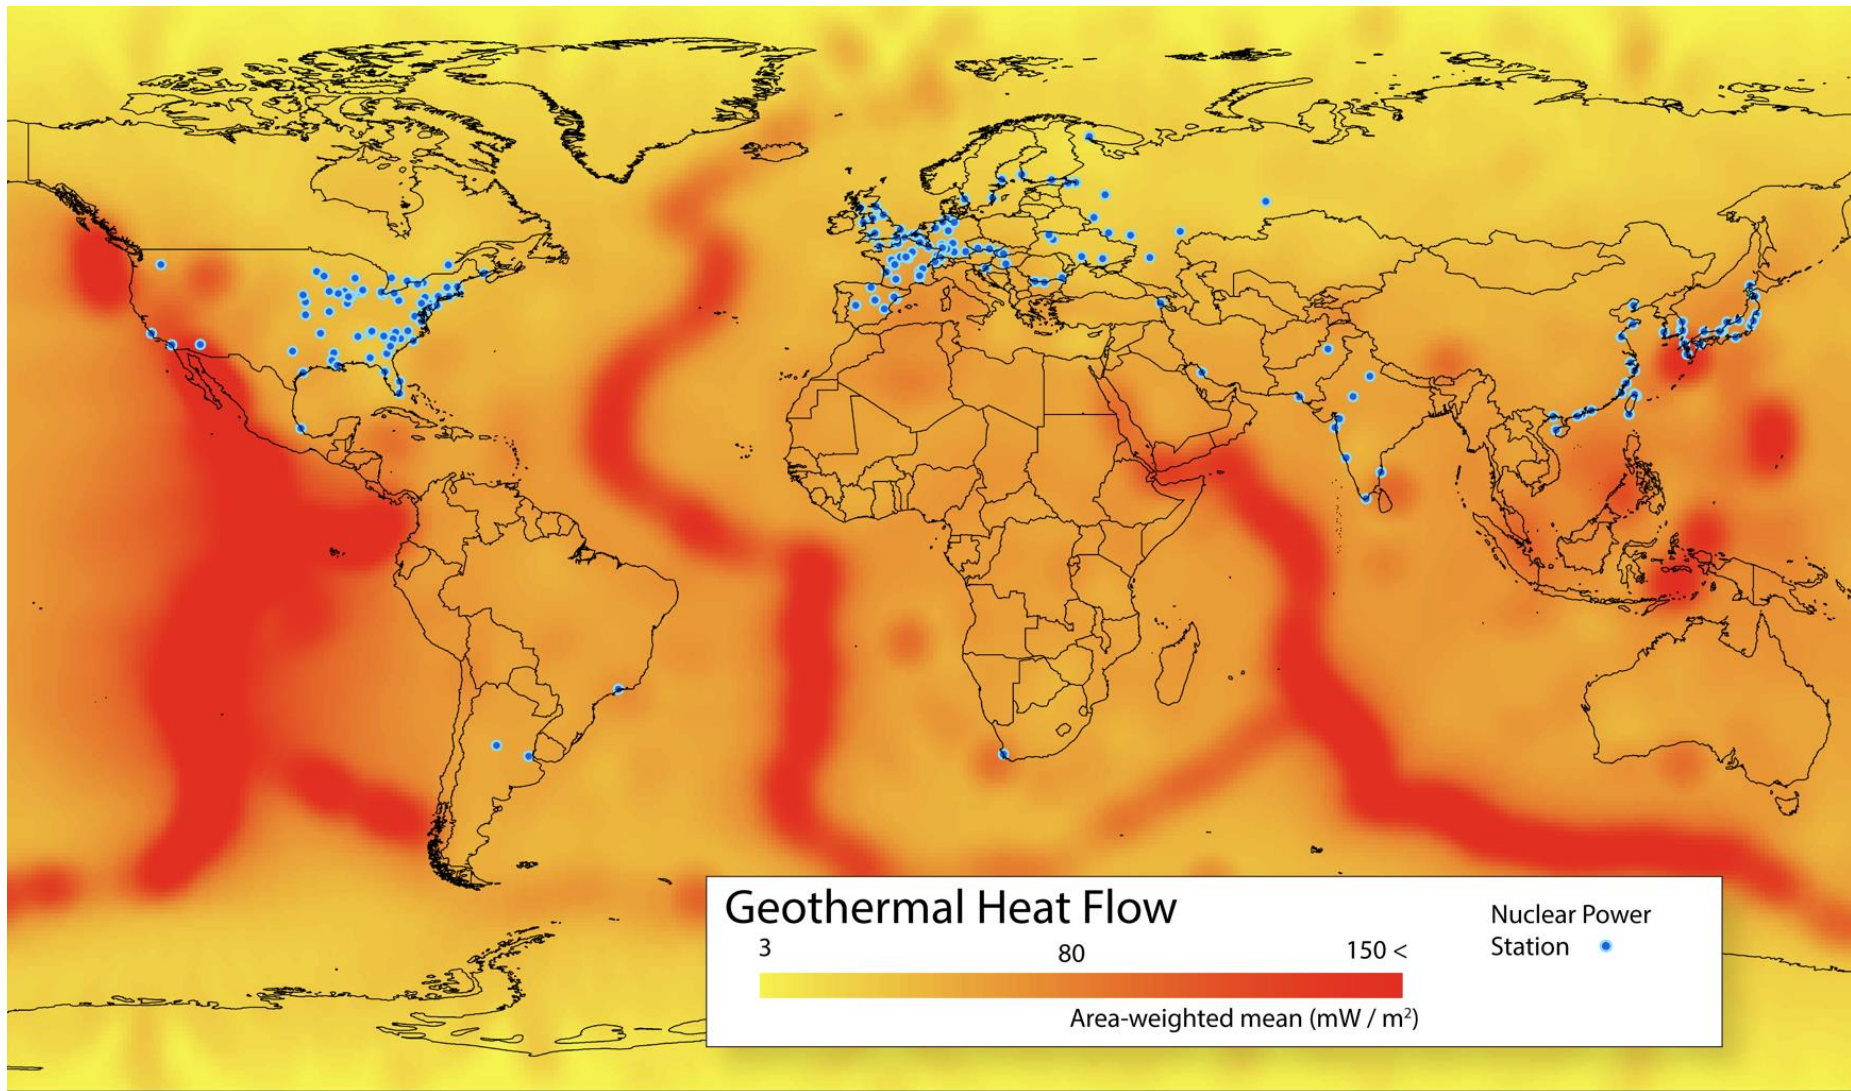 Geothermal Heat Flow
3 80 150 <
Area-weighted mean (mW / m²)
Nuclear Power
Station